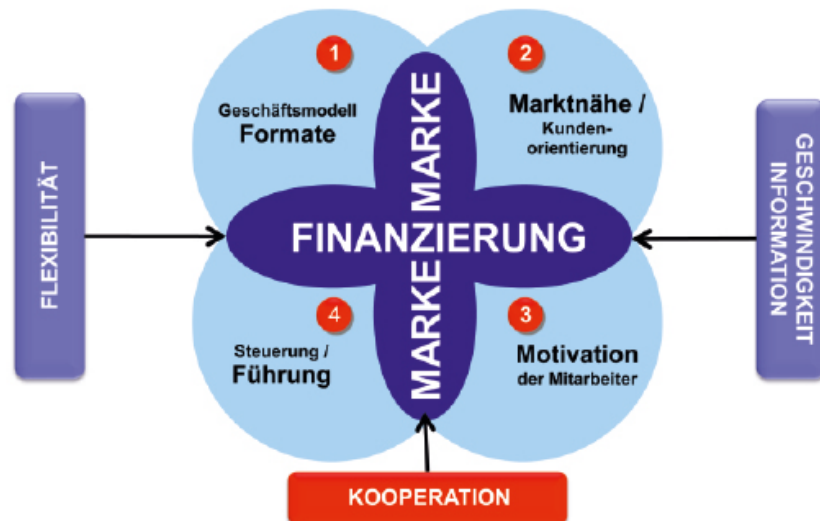 1
Geschäftsmodell
Formate
2
Marktnähe /
Kunden-
orientierung
MARKE
FLEXIBILITÄT
FINANZIERUNG
GESCHWINDIGKEIT
INFORMATION
MARKE
4
Steuerung /
Führung
3
Motivation
der Mitarbeiter
KOOPERATION